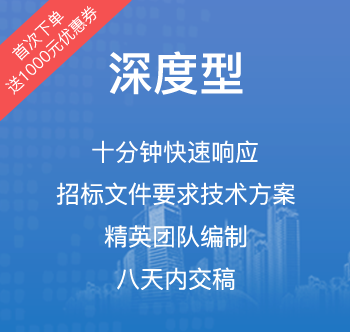 首次下单
送1000元优惠券
深度型
十分钟快速响应
招标文件要求技术方案
精英团队编制
八天内交稿